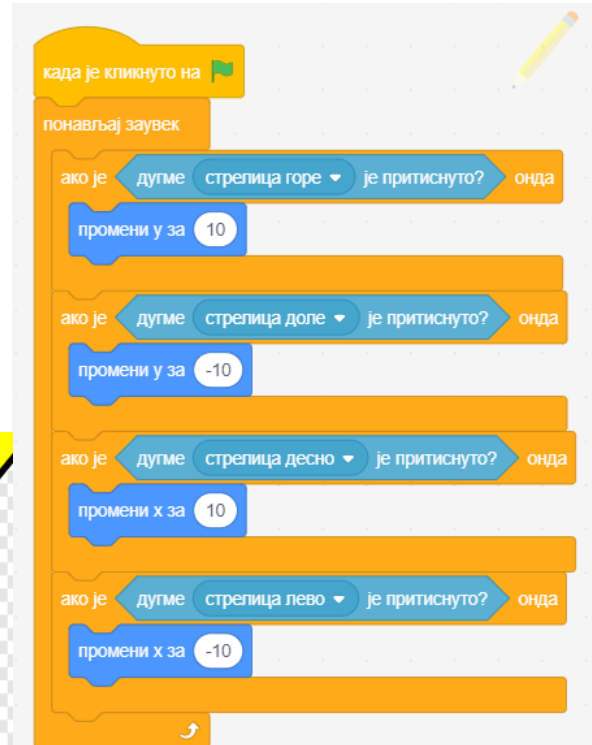 када је кликнуто на
понављај заувек
ако је дугме стрелица горе је притиснуто? онда
промени y за 10
ако је дугме стрелица доле је притиснуто? онда
промени y за -10
ако је дугме стрелица десно је притиснуто? онда
промени x за 10
ако је дугме стрелица лево је притиснуто? онда
промени x за -10